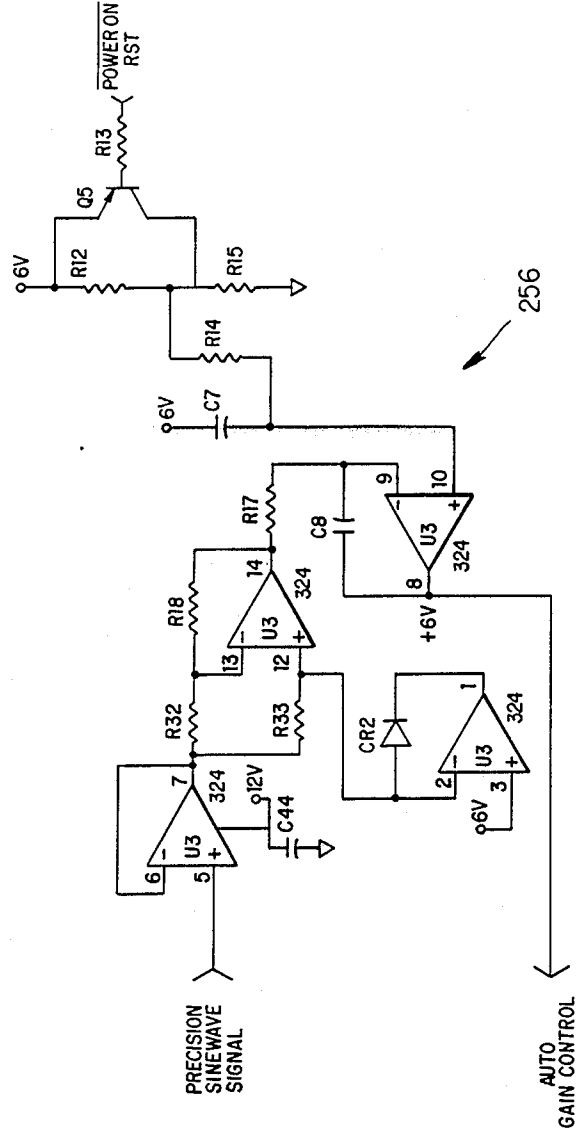 POWER ON
RST
R13
Q5
6V
R12
R15
R14
6V
C7
R17
C8
9
10
−
+
U3
324
8
+6V
R18
14
324
U3
13
12
−
+
R32
R33
7
324
12V
C44
6
5
−
+
U3
CR2
1
324
U3
2
3
−
+
6V
PRECISION
SINEWAVE
SIGNAL
AUTO
GAIN CONTROL
256